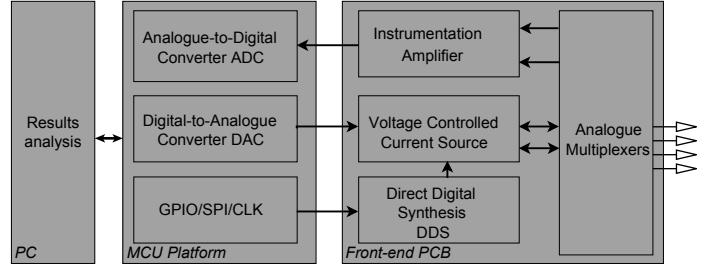 Results
analysis
PC
Analogue-to-Digital
Converter ADC
Digital-to-Analogue
Converter DAC
GPIO/SPI/CLK
MCU Platform
Instrumentation
Amplifier
Voltage Controlled
Current Source
Direct Digital
Synthesis
DDS
Analogue
Multiplexers
Front-end PCB